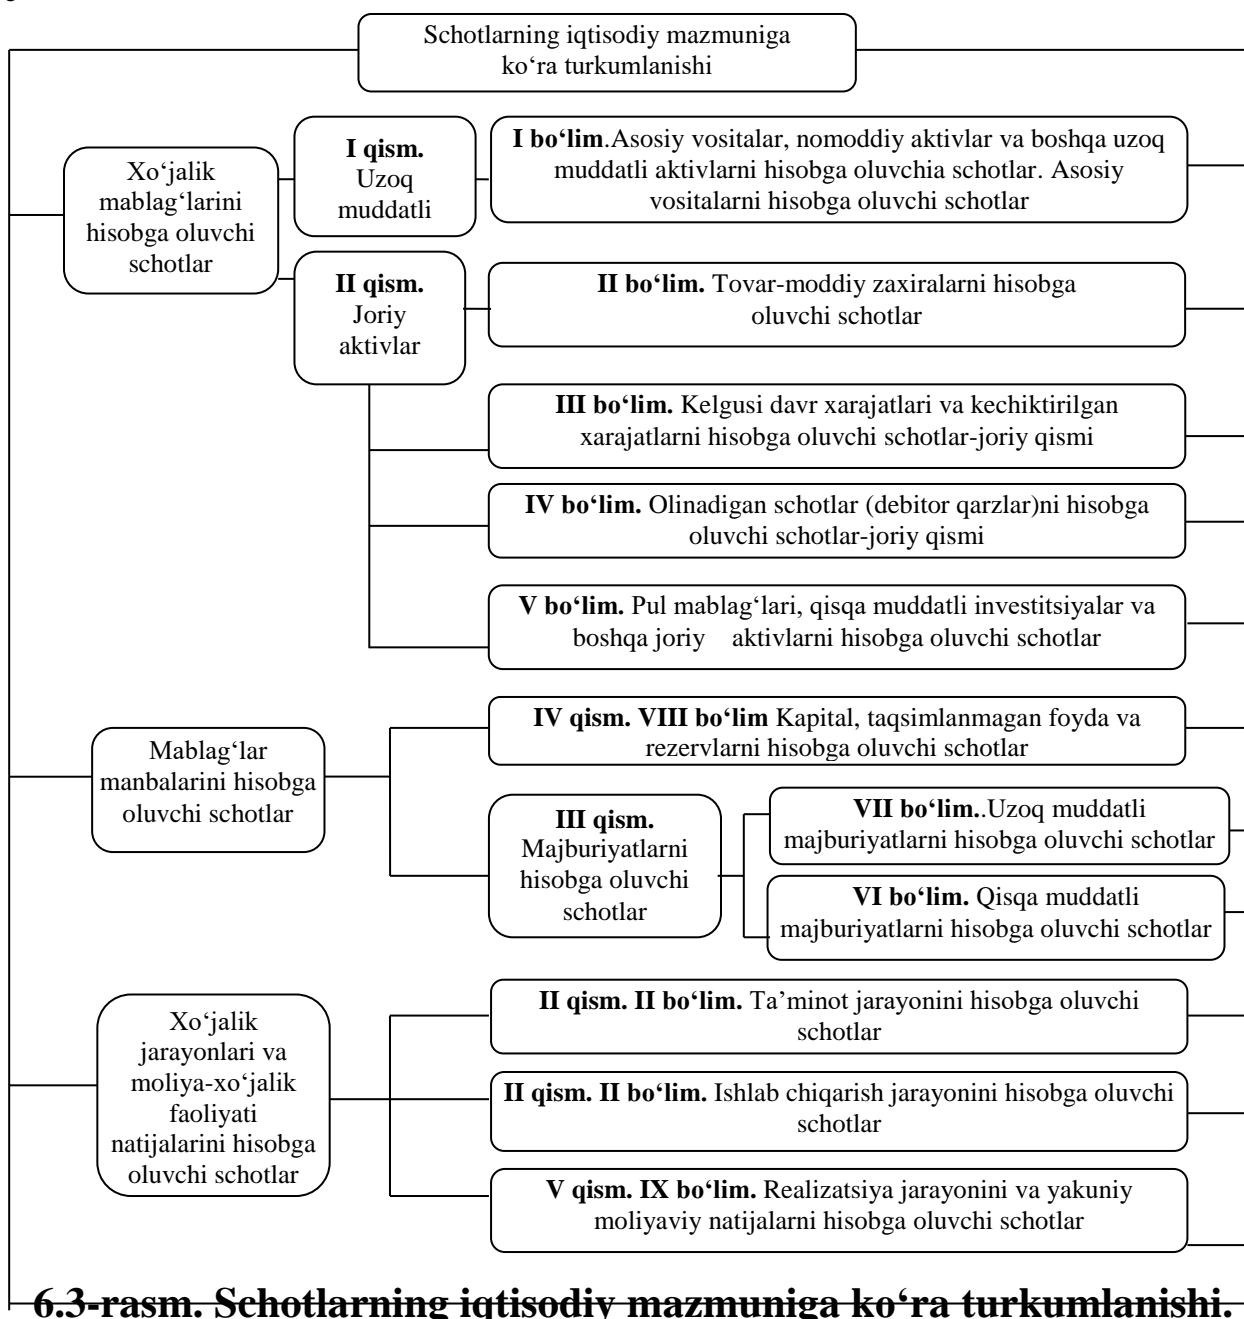 Schotlarning iqtisodiy mazmuniga
ko‘ra turkumlanishi
Xo‘jalik
mablag‘larini
hisobga oluvchi
schotlar
I qism.
Uzoq
muddatli
I bo‘lim.Asosiy vositalar, nomoddiy aktivlar va boshqa uzoq
muddatli aktivlarni hisobga oluvchia schotlar. Asosiy
vositalarni hisobga oluvchi schotlar
II qism.
Joriy
aktivlar
II bo‘lim. Tovar-moddiy zaxiralarni hisobga
oluvchi schotlar
III bo‘lim. Kelgusi davr xarajatlari va kechiktirilgan
xarajatlarni hisobga oluvchi schotlar-joriy qismi
IV bo‘lim. Olinadigan schotlar (debitor qarzlar)ni hisobga
oluvchi schotlar-joriy qismi
V bo‘lim. Pul mablag‘lari, qisqa muddatli investitsiyalar va
boshqa joriy aktivlarni hisobga oluvchi schotlar
Mablag‘lar
manbalarini hisobga
oluvchi schotlar
IV qism. VIII bo‘lim Kapital, taqsimlanmagan foyda va
rezervlarni hisobga oluvchi schotlar
III qism.
Majburiyatlarni
hisobga oluvchi
schotlar
VII bo‘lim..Uzoq muddatli
majburiyatlarni hisobga oluvchi schotlar
VI bo‘lim. Qisqa muddatli
majburiyatlarni hisobga oluvchi schotlar
Xo‘jalik
jarayonlari va
moliya-xo‘jalik
faoliyati
natijalarini hisobga
oluvchi schotlar
II qism. II bo‘lim. Ta’minot jarayonini hisobga oluvchi
schotlar
II qism. II bo‘lim. Ishlab chiqarish jarayonini hisobga oluvchi
schotlar
V qism. IX bo‘lim. Realizatsiya jarayonini va yakuniy
moliyaviy natijalarni hisobga oluvchi schotlar
6.3-rasm. Schotlarning iqtisodiy mazmuniga ko‘ra turkumlanishi.